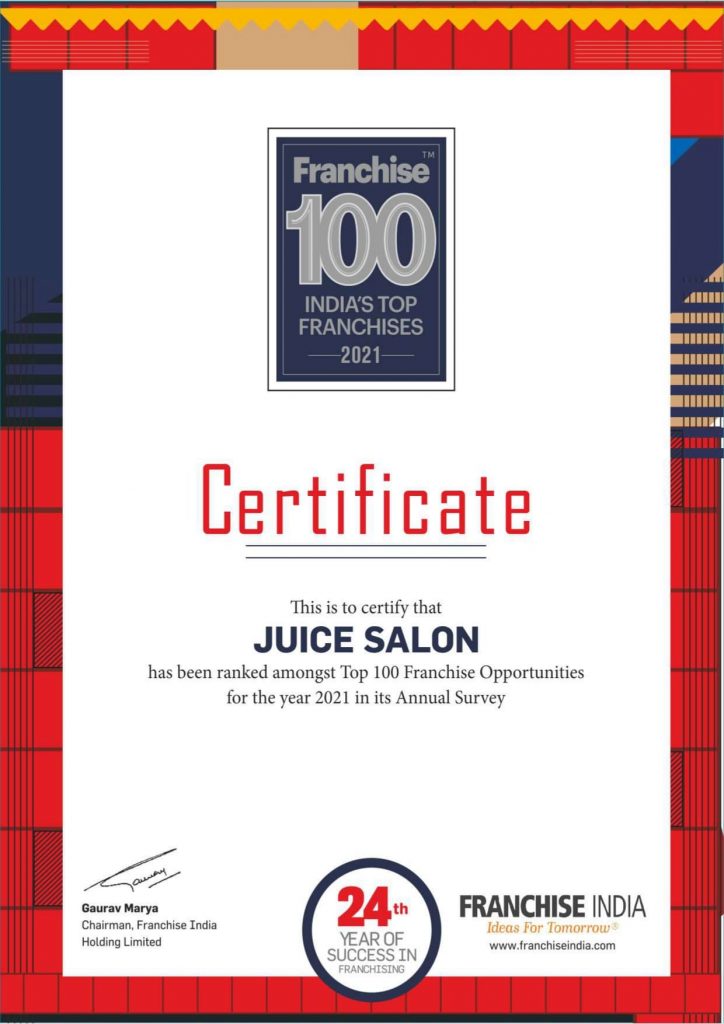 Franchise™
100
INDIA'S TOP
FRANCHISES
2021
Certificate
This is to certify that
JUICE SALON
has been ranked amongst Top 100 Franchise Opportunities
for the year 2021 in its Annual Survey
Gaurav
Gaurav Marya
Chairman, Franchise India
Holding Limited
24th
YEAR OF
SUCCESS IN
FRANCHISING
FRANCHISE INDIA
Ideas For Tomorrow®
www.franchiseindia.com